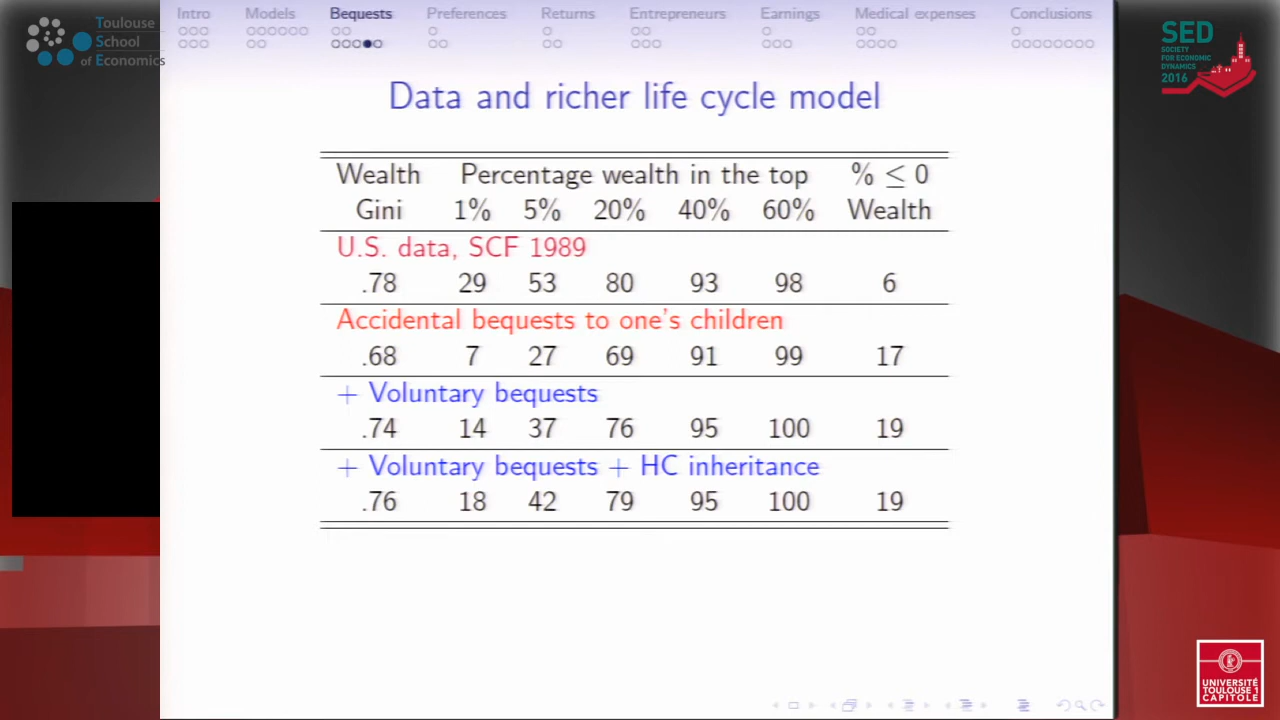 Toulouse
School
of Economics
Intro Models Bequests Preferences Returns Entrepreneurs Earnings Medical expenses Conclusions
SED
SOCIETY
FOR ECONOMIC
DYNAMICS
2016
Data and richer life cycle model
Wealth Percentage wealth in the top % ≤ 0
Gini 1% 5% 20% 40% 60% Wealth
U.S. data, SCF 1989
.78 29 53 80 93 98 6
Accidental bequests to one's children
.68 7 27 69 91 99 17
+ Voluntary bequests
.74 14 37 76 95 100 19
+ Voluntary bequests + HC inheritance
.76 18 42 79 95 100 19
UNIVERSITÉ
TOULOUSE 1
CAPITOLE